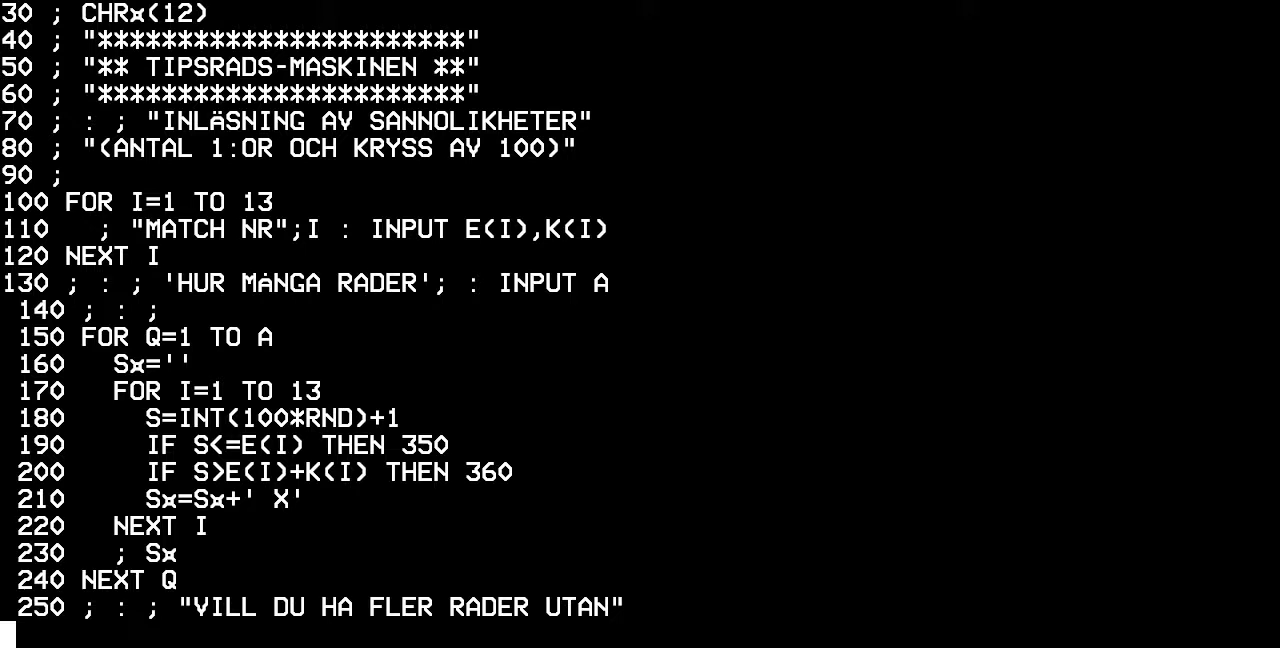 30 ; CHR¤(12)
40 ; "***********************"
50 ; "** TIPSRADS-MASKINEN **"
60 ; "***********************"
70 ; : ; "INLÄSNING AV SANNOLIKHETER"
80 ; "(ANTAL 1:OR OCH KRYSS AV 100)"
90 ;
100 FOR I=1 TO 13
110   ; "MATCH NR";I : INPUT E(I),K(I)
120 NEXT I
130 ; : ; 'HUR MÅNGA RADER'; : INPUT A
140 ; : ;
150 FOR Q=1 TO A
160   S¤=''
170   FOR I=1 TO 13
180     S=INT(100*RND)+1
190     IF S<=E(I) THEN 350
200     IF S>E(I)+K(I) THEN 360
210     S¤=S¤+' X'
220   NEXT I
230   ; S¤
240 NEXT Q
250 ; : ; "VILL DU HA FLER RADER UTAN"